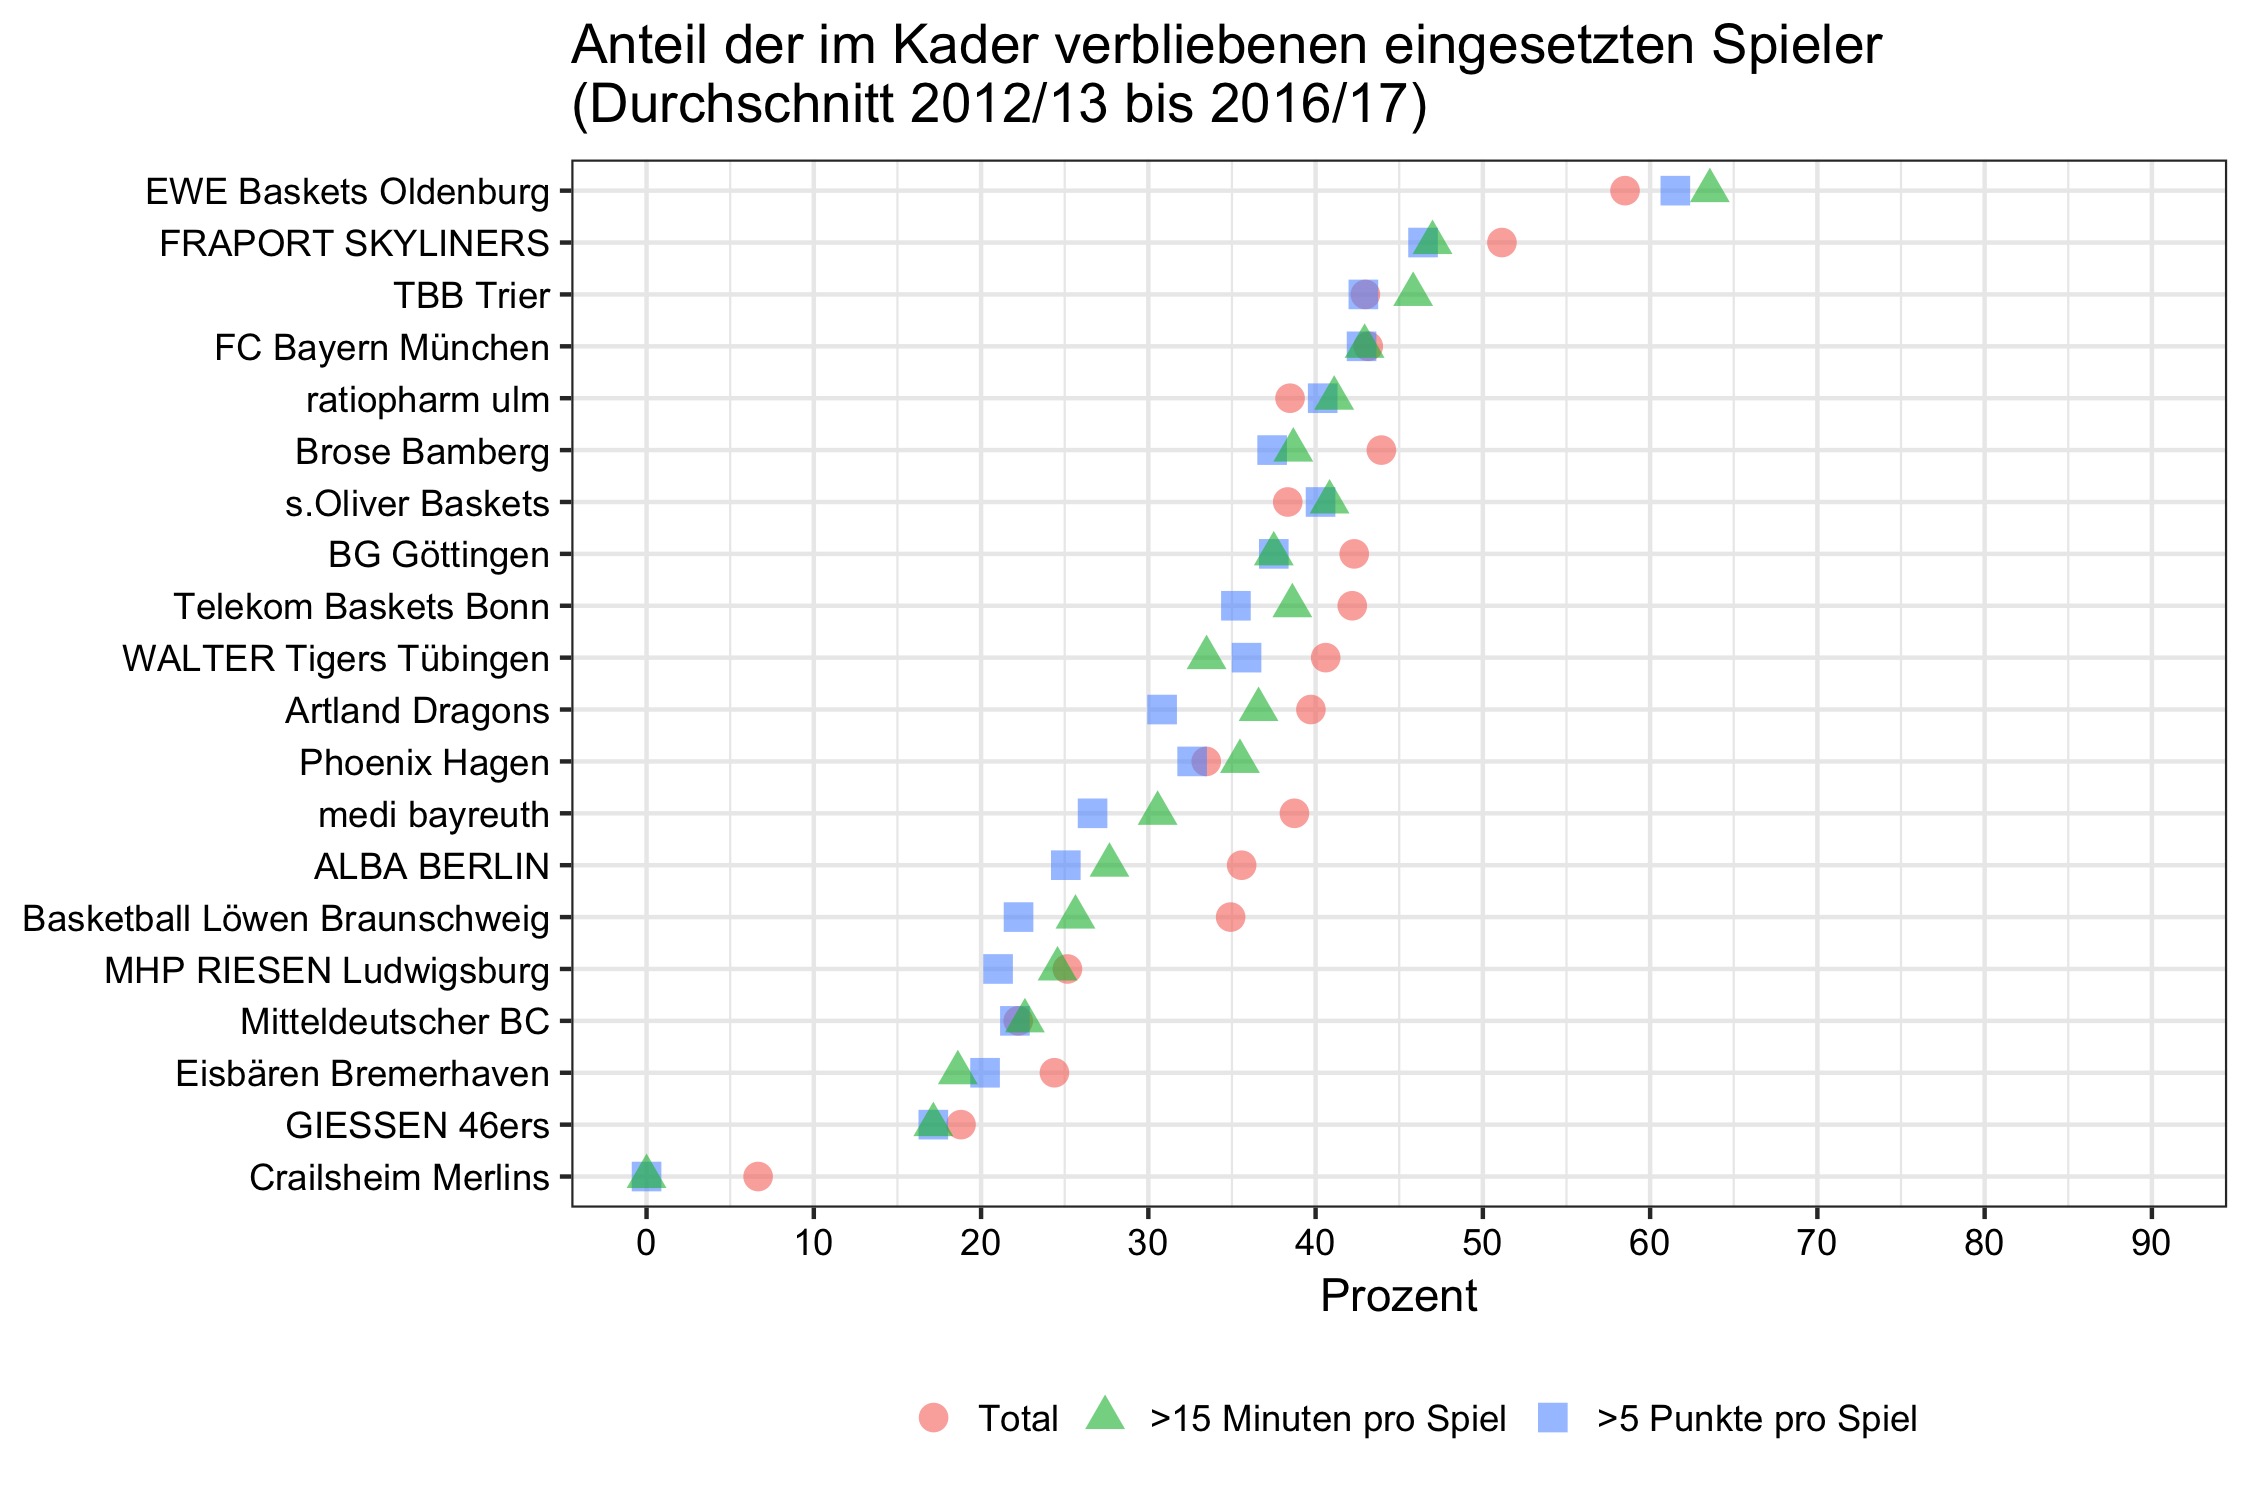 Anteil der im Kader verbliebenen eingesetzten Spieler
(Durchschnitt 2012/13 bis 2016/17)
EWE Baskets Oldenburg
FRAPORT SKYLINERS
TBB Trier
FC Bayern München
ratiopharm ulm
Brose Bamberg
s.Oliver Baskets
BG Göttingen
Telekom Baskets Bonn
WALTER Tigers Tübingen
Artland Dragons
Phoenix Hagen
medi bayreuth
ALBA BERLIN
Basketball Löwen Braunschweig
MHP RIESEN Ludwigsburg
Mitteldeutscher BC
Eisbären Bremerhaven
GIESSEN 46ers
Crailsheim Merlins
0 10 20 30 40 50 60 70 80 90
Prozent
Total >15 Minuten pro Spiel >5 Punkte pro Spiel